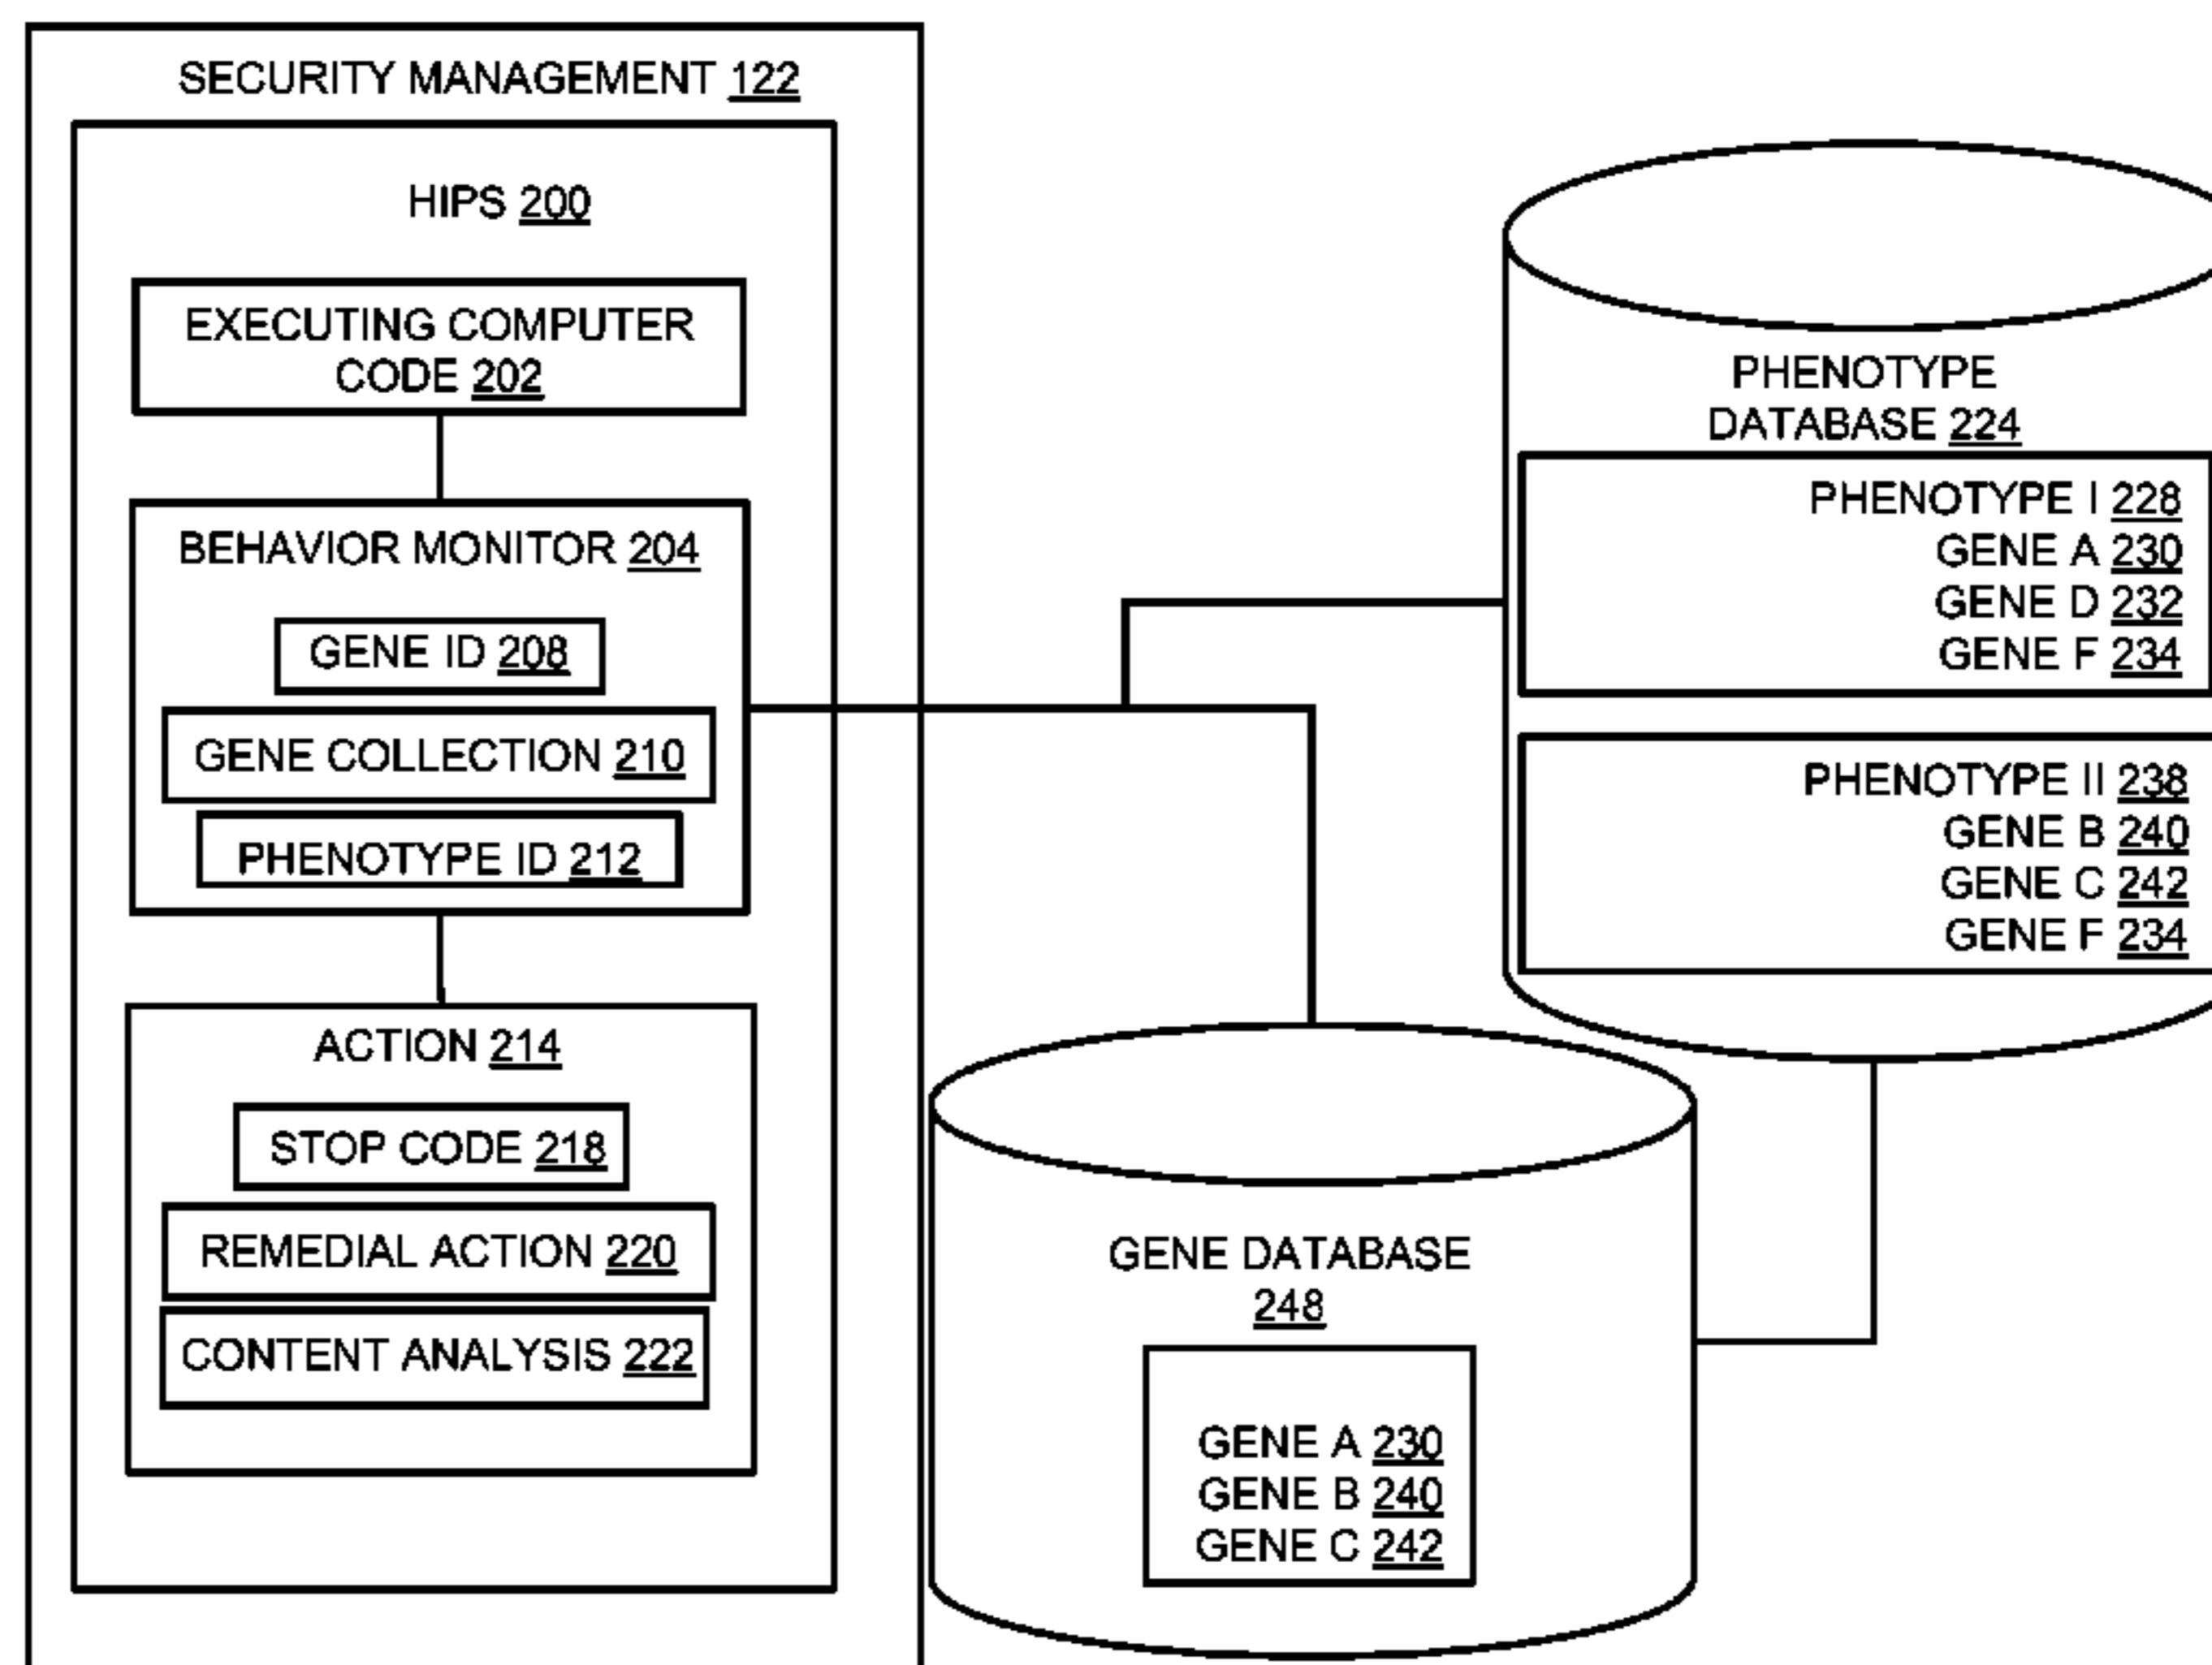 SECURITY MANAGEMENT 122
HIPS 200
EXECUTING COMPUTER
CODE 202
BEHAVIOR MONITOR 204
GENE ID 208
GENE COLLECTION 210
PHENOTYPE ID 212
ACTION 214
STOP CODE 218
REMEDIAL ACTION 220
CONTENT ANALYSIS 222
PHENOTYPE
DATABASE 224
PHENOTYPE I 228
GENE A 230
GENE D 232
GENE F 234
PHENOTYPE II 238
GENE B 240
GENE C 242
GENE F 234
GENE DATABASE
248
GENE A 230
GENE B 240
GENE C 242